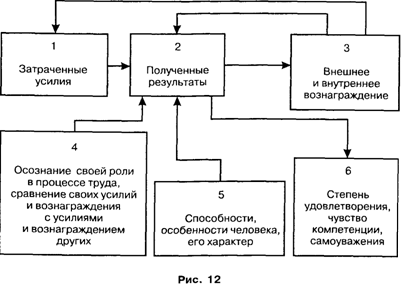 1
Затраченные
усилия
2
Полученные
результаты
3
Внешнее
и внутреннее
вознаграждение
4
Осознание своей роли
в процессе труда,
сравнение своих усилий
и вознаграждения
с усилиями
и вознаграждением
других
5
Способности,
особенности человека,
его характер
6
Степень
удовлетворения,
чувство
компетенции,
самоуважения
Рис. 12